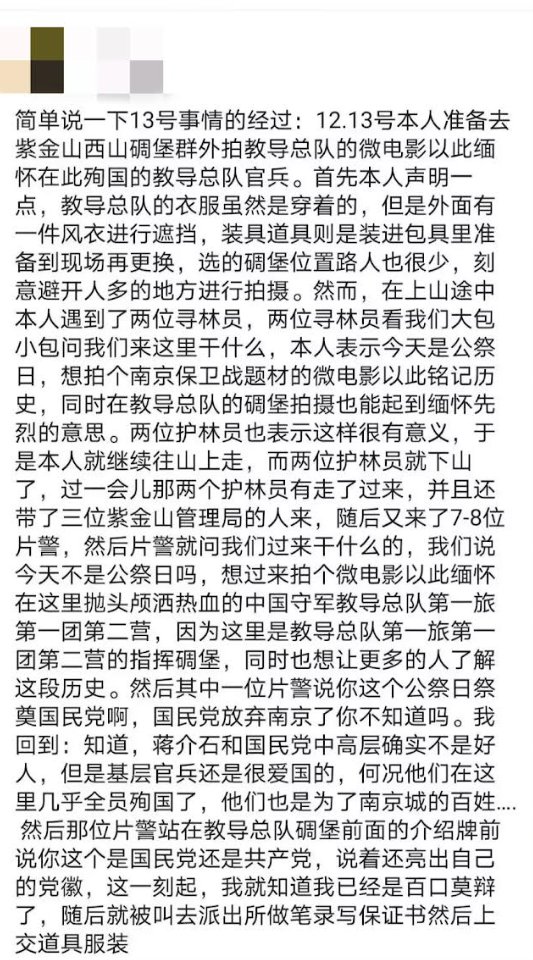 简单说一下13号事情的经过：12.13号本人准备去
紫金山西山碉堡群外拍教导总队的微电影以此缅
怀在此殉国的教导总队官兵。首先本人声明一
点，教导总队的衣服虽然是穿着的，但是外面有
一件风衣进行遮挡，装具道具则是装进包具里准
备到现场再更换，选的碉堡位置路人也很少，刻
意避开人多的地方进行拍摄。然而，在上山途中
本人遇到了两位寻林员，两位寻林员看我们大包
小包问我们来这里干什么，本人表示今天是公祭
日，想拍个南京保卫战题材的微电影以此铭记历
史，同时在教导总队的碉堡拍摄也能起到缅怀先
烈的意思。两位护林员也表示这样很有意义，于
是本人就继续往山上走，而两位护林员就下山
了，过一会儿那两个护林员有走了过来，并且还
带了三位紫金山管理局的人来，随后又来了7-8位
片警，然后片警就问我们过来干什么的，我们说
今天不是公祭日吗，想过来拍个微电影以此缅怀
在这里抛头颅洒热血的中国守军教导总队第一旅
第一团第二营，因为这里是教导总队第一旅第一
团第二营的指挥碉堡，同时也想让更多的人了解
这段历史。然后其中一位片警说你这个公祭日祭
奠国民党啊，国民党放弃南京了你不知道吗。我
回到：知道，蒋介石和国民党中高层确实不是好
人，但是基层官兵还是很爱国的，何况他们在这
里几乎全员殉国了，他们也是为了南京城的百姓....
然后那位片警站在教导总队碉堡前面的介绍牌前
说你这个是国民党还是共产党，说着还亮出自己
的党徽，这一刻起，我就知道我已经是百口莫辩
了，随后就被叫去派出所做笔录写保证书然后上
交道具服装